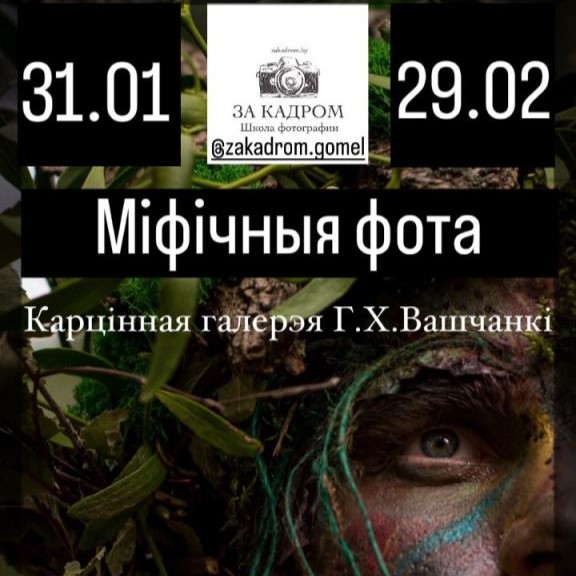 31.01
zakadrom.by
ЗА КАДРОМ
Школа фотографии
@zakadrom.gomel
29.02
Міфічныя фота
Карцінная галерэя Г.Х.Вашчанкі